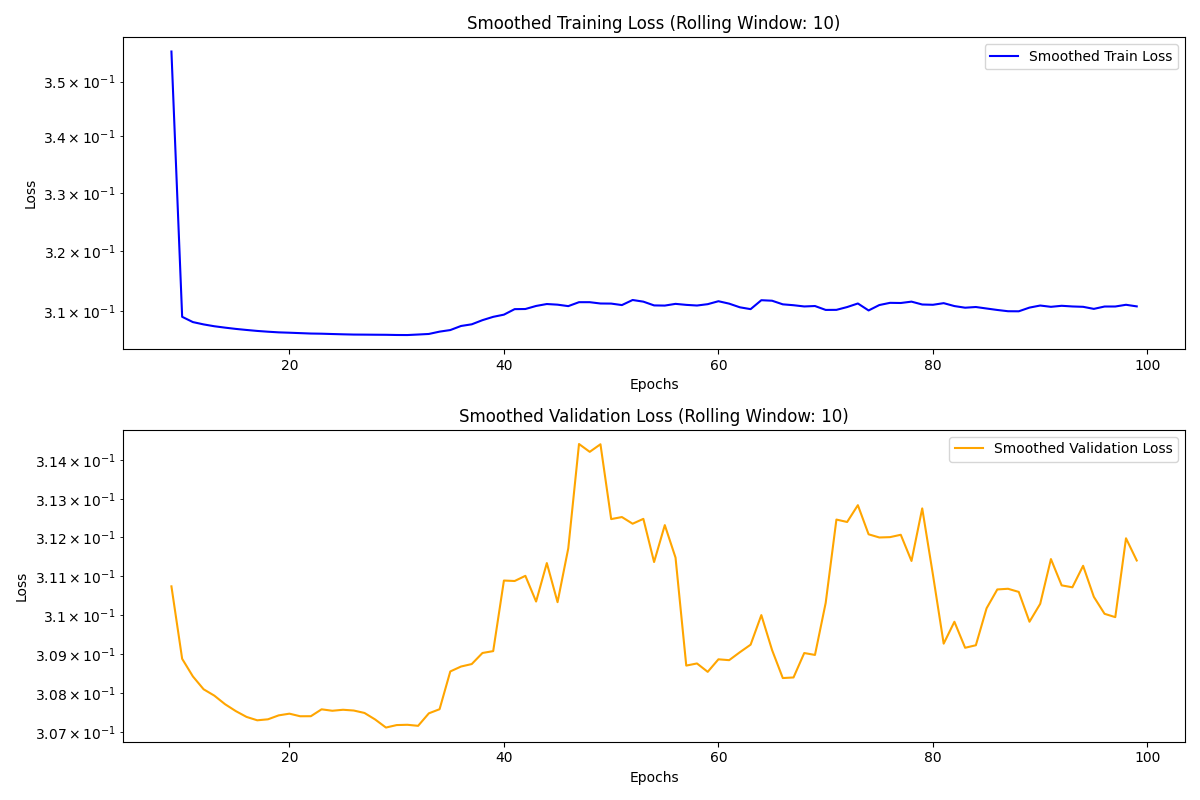 Smoothed Training Loss (Rolling Window: 10)
Smoothed Train Loss
3.5 × 10⁻¹
3.4 × 10⁻¹
3.3 × 10⁻¹
3.2 × 10⁻¹
3.1 × 10⁻¹
Loss
20 40 60 80 100
Epochs
Smoothed Validation Loss (Rolling Window: 10)
Smoothed Validation Loss
3.14 × 10⁻¹
3.13 × 10⁻¹
3.12 × 10⁻¹
3.11 × 10⁻¹
3.1 × 10⁻¹
3.09 × 10⁻¹
3.08 × 10⁻¹
3.07 × 10⁻¹
Loss
20 40 60 80 100
Epochs